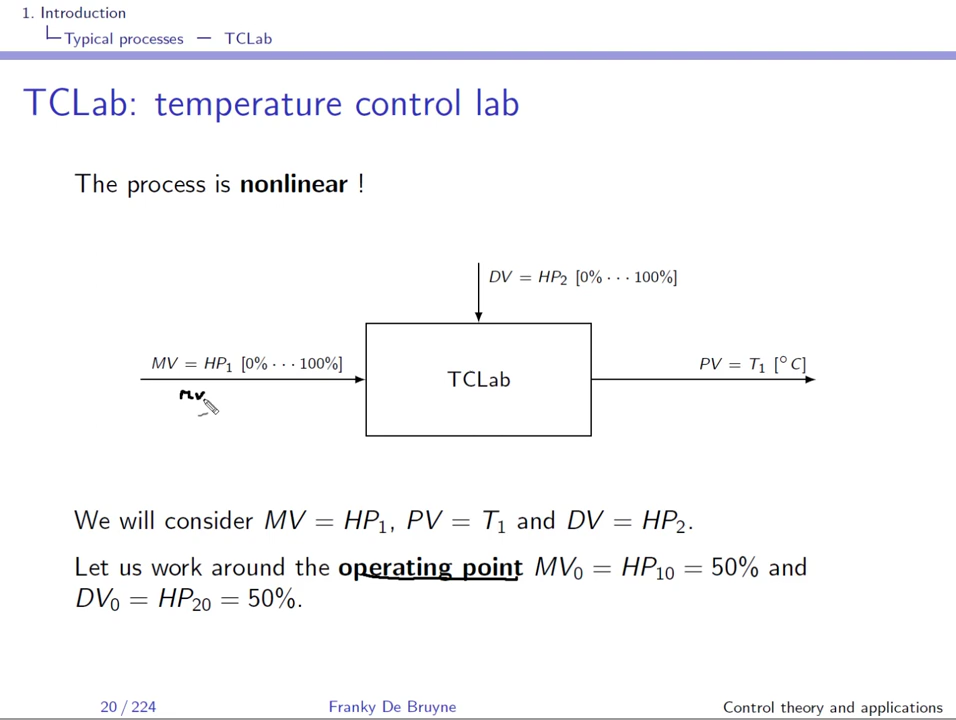 1. Introduction
Typical processes — TCLab
TCLab: temperature control lab
The process is nonlinear !
DV = HP₂ [0% · · · 100%]
MV = HP₁ [0% · · · 100%]
TCLab
PV = T₁ [°C]
MV
We will consider MV = HP₁, PV = T₁ and DV = HP₂.
Let us work around the operating point MV₀ = HP₁₀ = 50% and
DV₀ = HP₂₀ = 50%.
20 / 224 Franky De Bruyne Control theory and applications